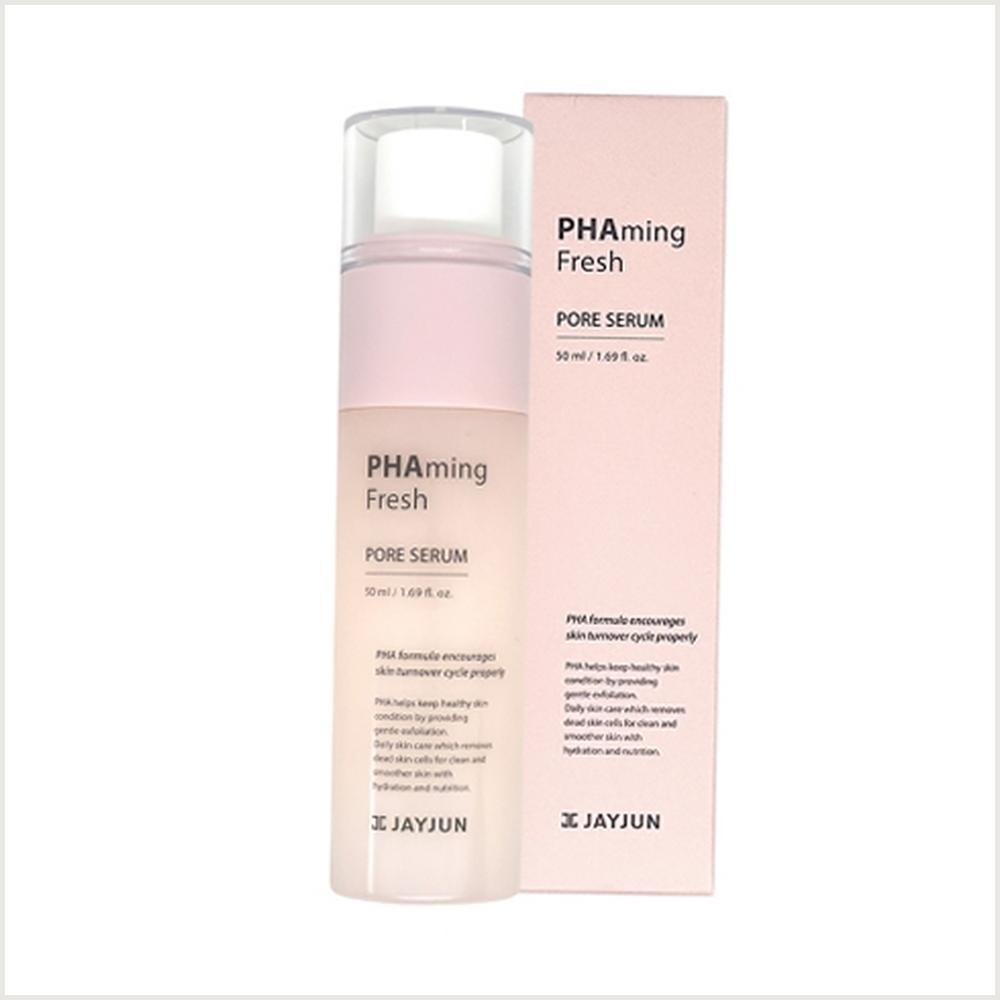 PHAming
Fresh
PORE SERUM
50 ml / 1.69 fl. oz.
PHA formula encourages
skin turnover cycle properly
PHA helps keep healthy skin
condition by providing
gentle exfoliation.
Daily skin care which removes
dead skin cells for clean and
smoother skin with
hydration and nutrition.
JAYJUN
PHAming
Fresh
PORE SERUM
50 ml / 1.69 fl. oz.
PHA formula encourages
skin turnover cycle properly
PHA helps keep healthy skin
condition by providing
gentle exfoliation.
Daily skin care which removes
dead skin cells for clean and
smoother skin with
hydration and nutrition.
JAYJUN